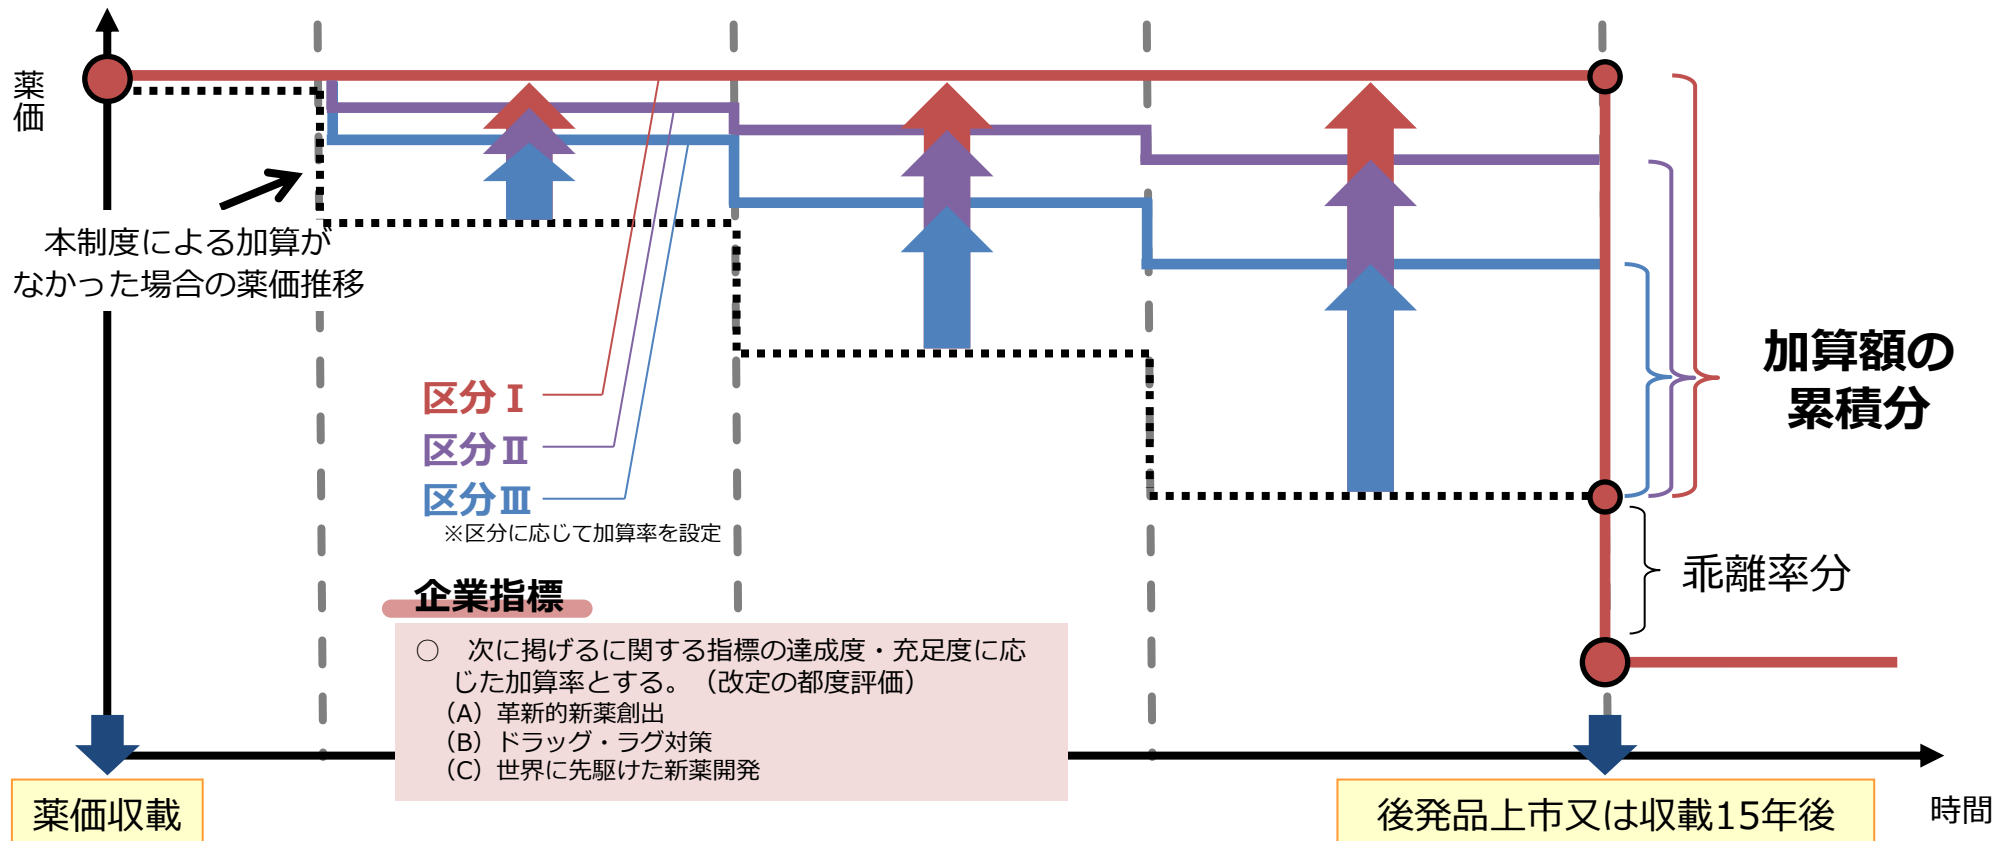 薬価
本制度による加算が
なかった場合の薬価推移
区分Ⅰ
区分Ⅱ
区分Ⅲ
※区分に応じて加算率を設定
加算額の
累積分
乖離率分
企業指標
○　次に掲げるに関する指標の達成度・充足度に応
じた加算率とする。（改定の都度評価）
（A）革新的新薬創出
（B）ドラッグ・ラグ対策
（C）世界に先駆けた新薬開発
薬価収載
後発品上市又は収載15年後
時間